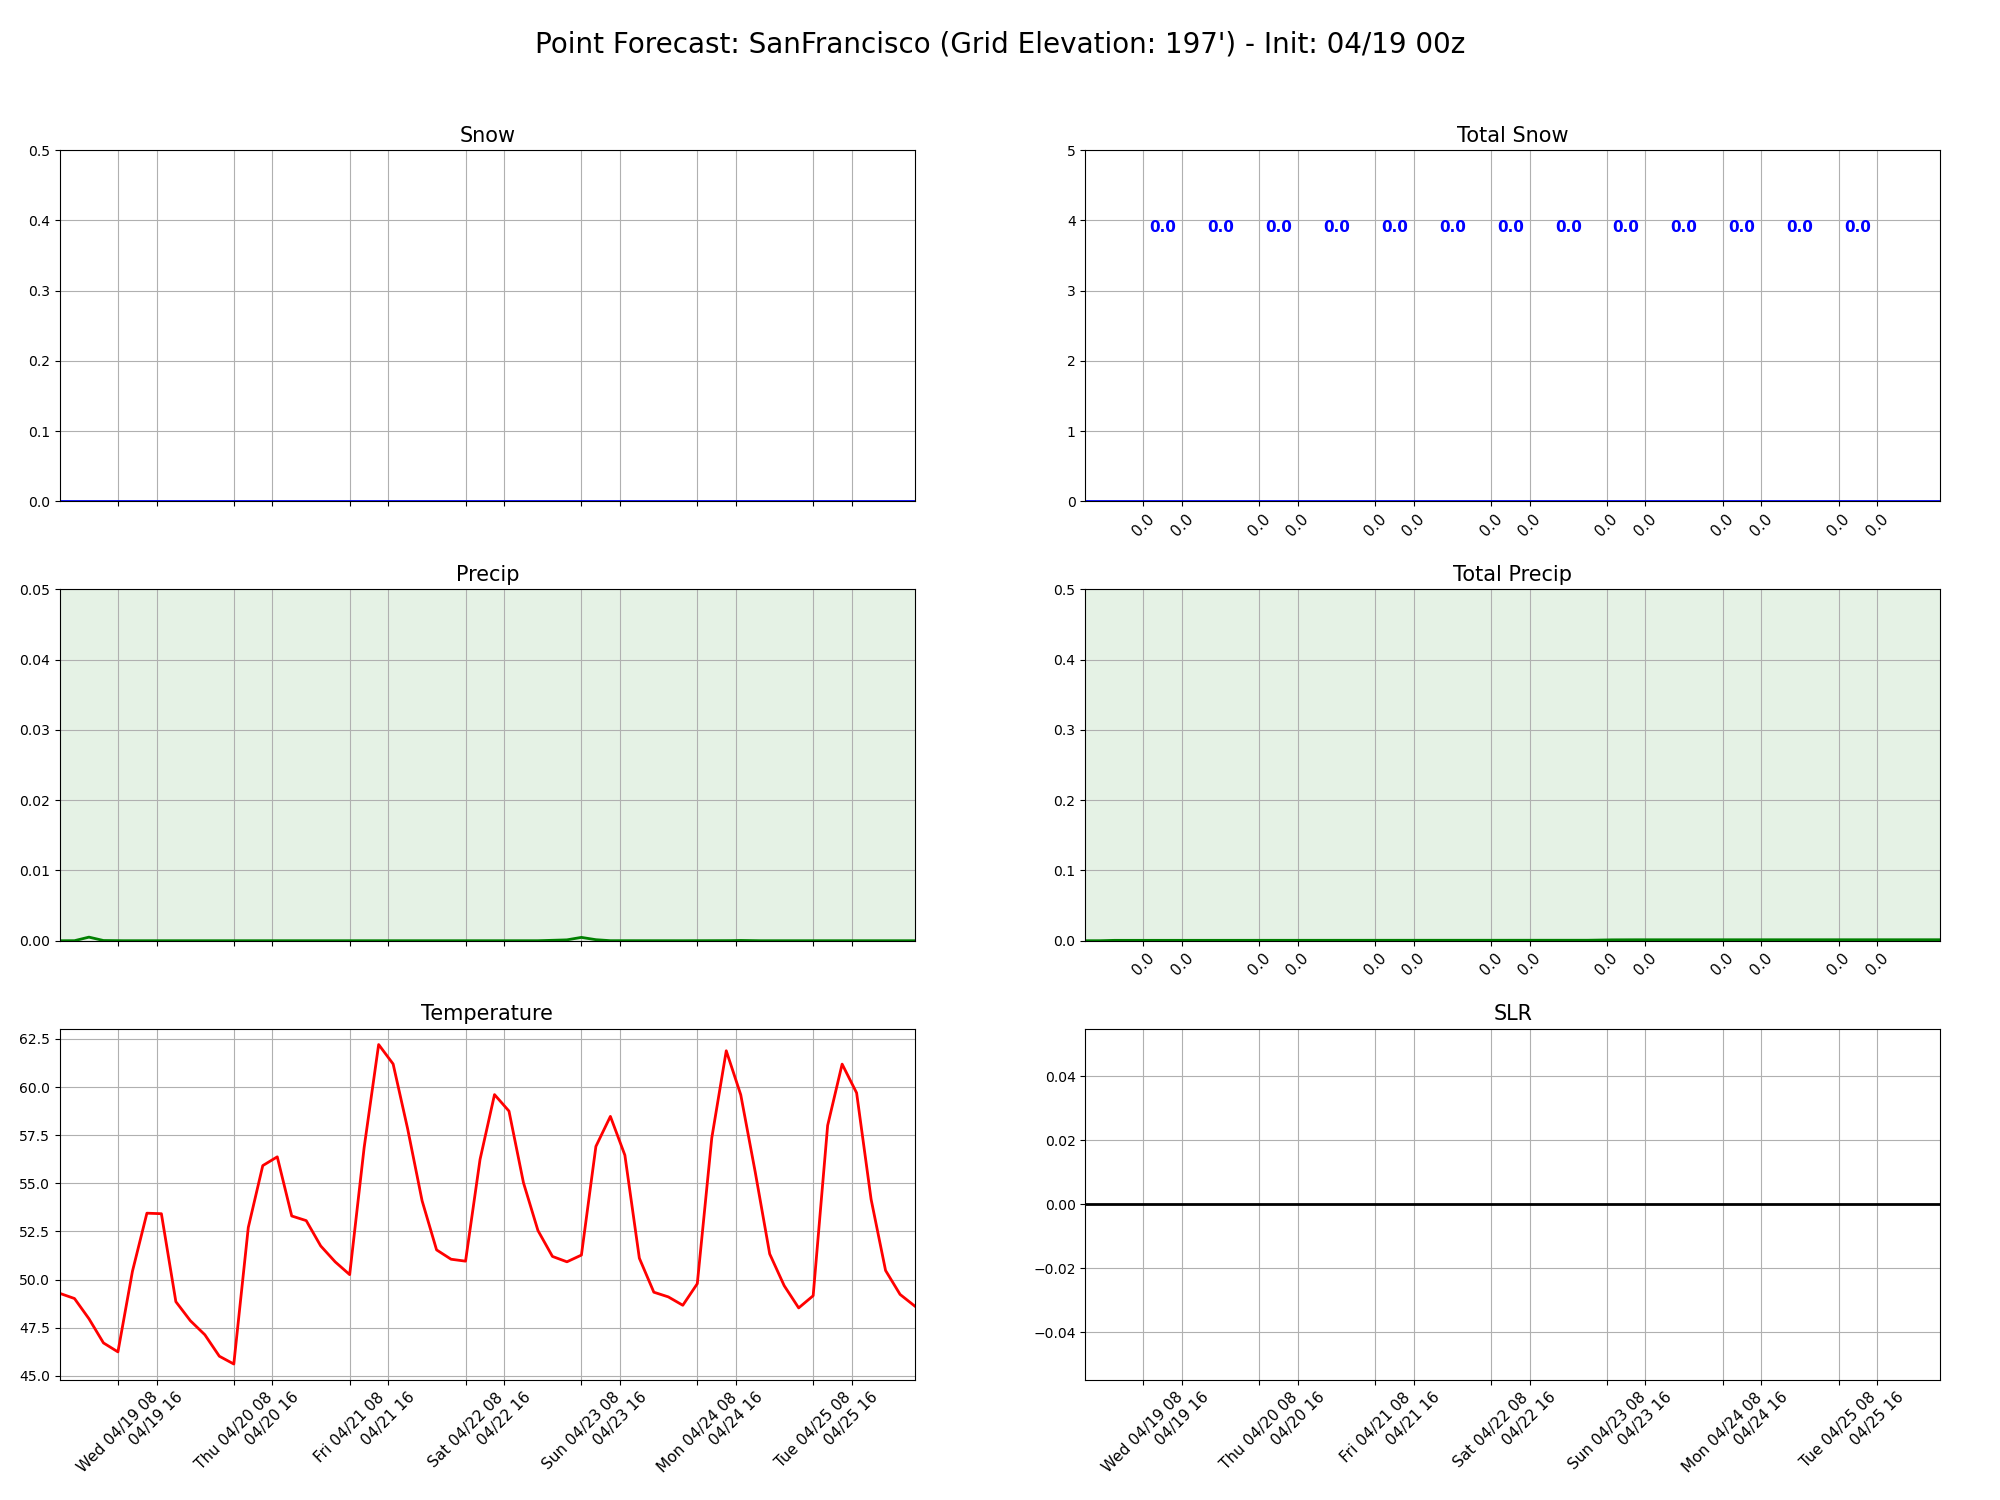 Point Forecast: SanFrancisco (Grid Elevation: 197') - Init: 04/19 00z
Snow
0.5
0.4
0.3
0.2
0.1
0.0
Total Snow
5
4
3
2
1
0
0.0 0.0 0.0 0.0 0.0 0.0 0.0 0.0 0.0 0.0 0.0 0.0 0.0
0.0 0.0 0.0 0.0 0.0 0.0 0.0 0.0 0.0 0.0 0.0 0.0 0.0 0.0
Precip
0.05
0.04
0.03
0.02
0.01
0.00
Total Precip
0.5
0.4
0.3
0.2
0.1
0.0
0.0 0.0 0.0 0.0 0.0 0.0 0.0 0.0 0.0 0.0 0.0 0.0 0.0 0.0
Temperature
62.5
60.0
57.5
55.0
52.5
50.0
47.5
45.0
Wed 04/19 08
04/19 16
Thu 04/20 08
04/20 16
Fri 04/21 08
04/21 16
Sat 04/22 08
04/22 16
Sun 04/23 08
04/23 16
Mon 04/24 08
04/24 16
Tue 04/25 08
04/25 16
SLR
0.04
0.02
0.00
−0.02
−0.04
Wed 04/19 08
04/19 16
Thu 04/20 08
04/20 16
Fri 04/21 08
04/21 16
Sat 04/22 08
04/22 16
Sun 04/23 08
04/23 16
Mon 04/24 08
04/24 16
Tue 04/25 08
04/25 16